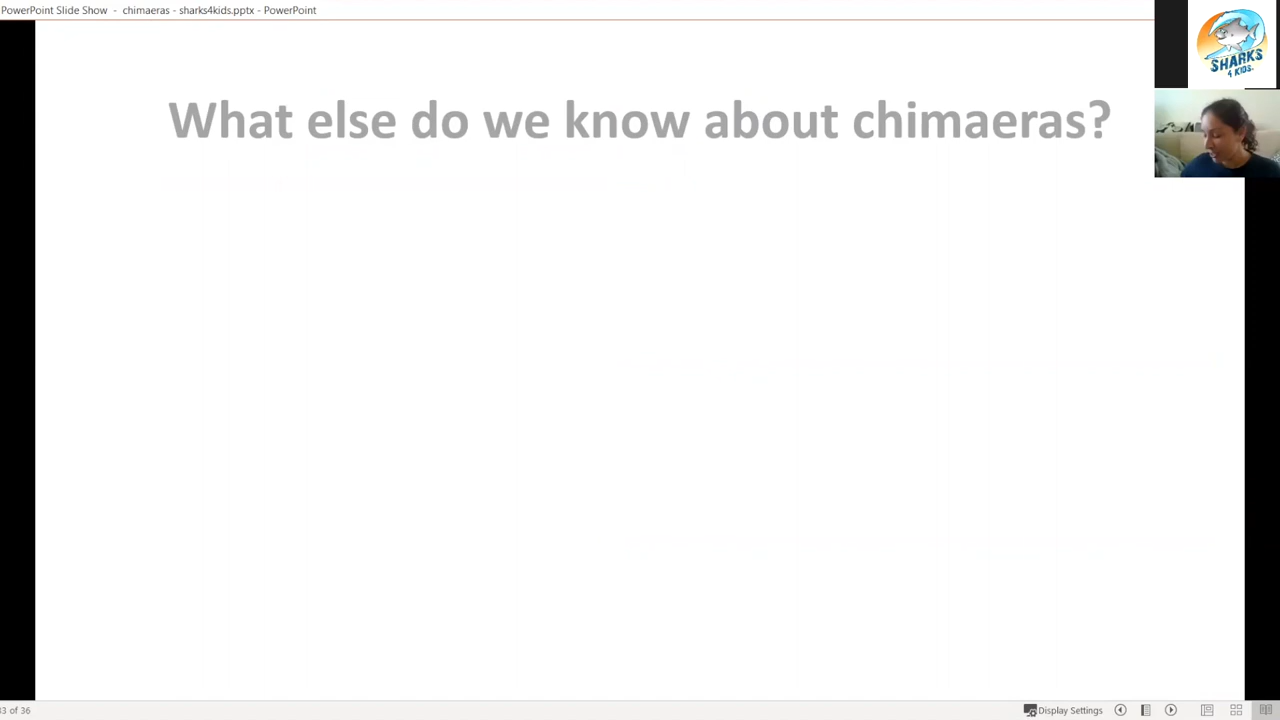 PowerPoint Slide Show - chimaeras - sharks4kids.pptx - PowerPoint
SHARKS
4 KIDS.
What else do we know about chimaeras?
33 of 36
Display Settings